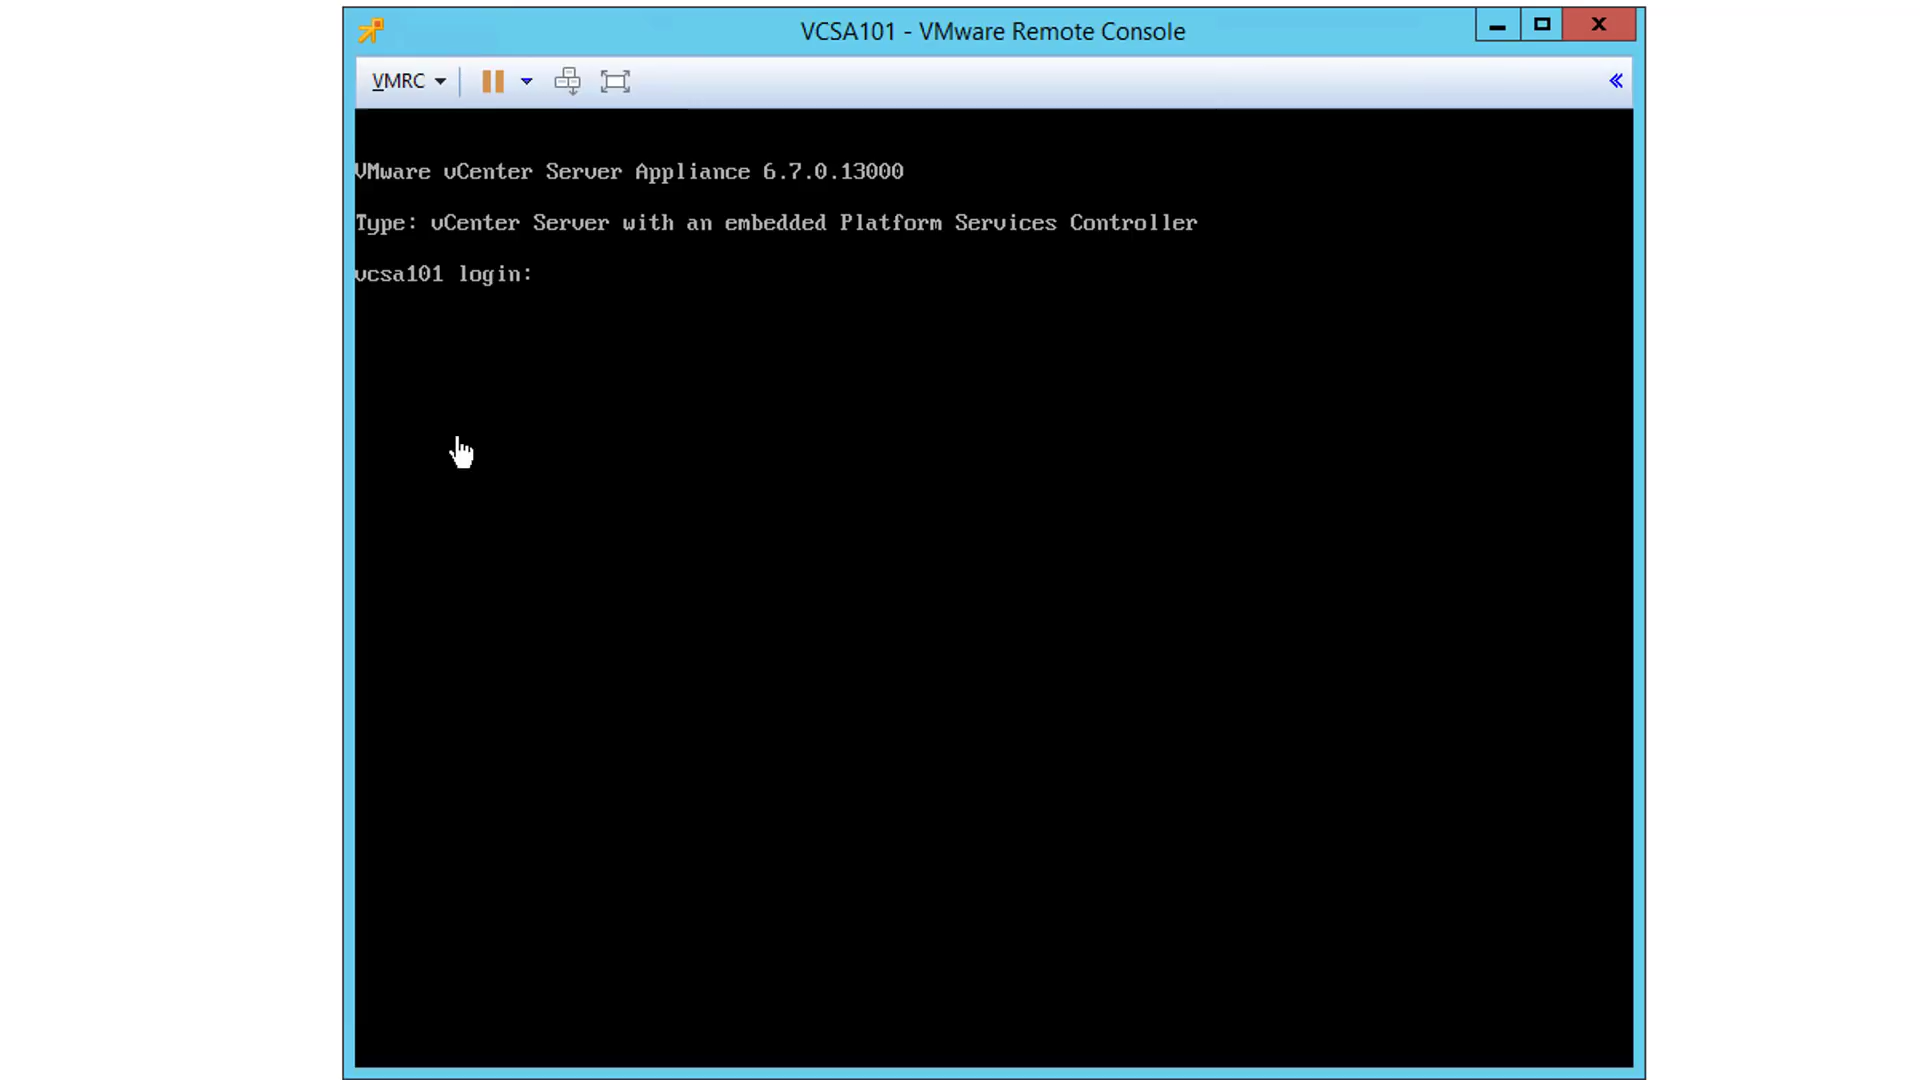 VCSA101 - VMware Remote Console
VMRC
VMware vCenter Server Appliance 6.7.0.13000
Type: vCenter Server with an embedded Platform Services Controller
vcsa101 login: